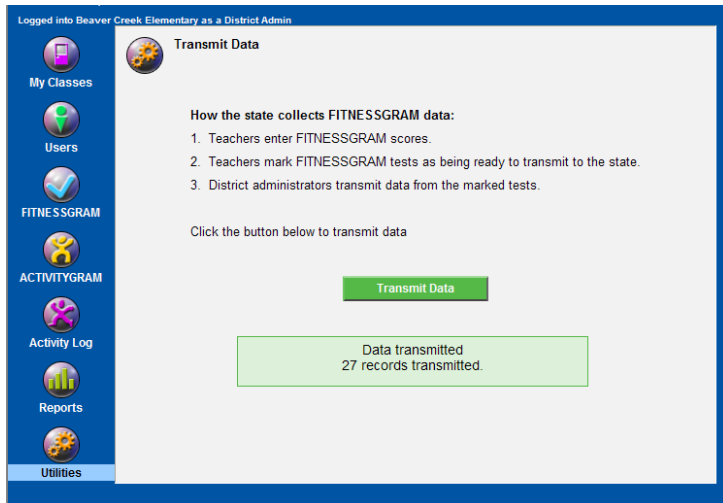 Logged into Beaver Creek Elementary as a District Admin
My Classes
Users
FITNESSGRAM
ACTIVITYGRAM
Activity Log
Reports
Utilities
Transmit Data
How the state collects FITNESSGRAM data:
1. Teachers enter FITNESSGRAM scores.
2. Teachers mark FITNESSGRAM tests as being ready to transmit to the state.
3. District administrators transmit data from the marked tests.
Click the button below to transmit data
Transmit Data
Data transmitted
27 records transmitted.